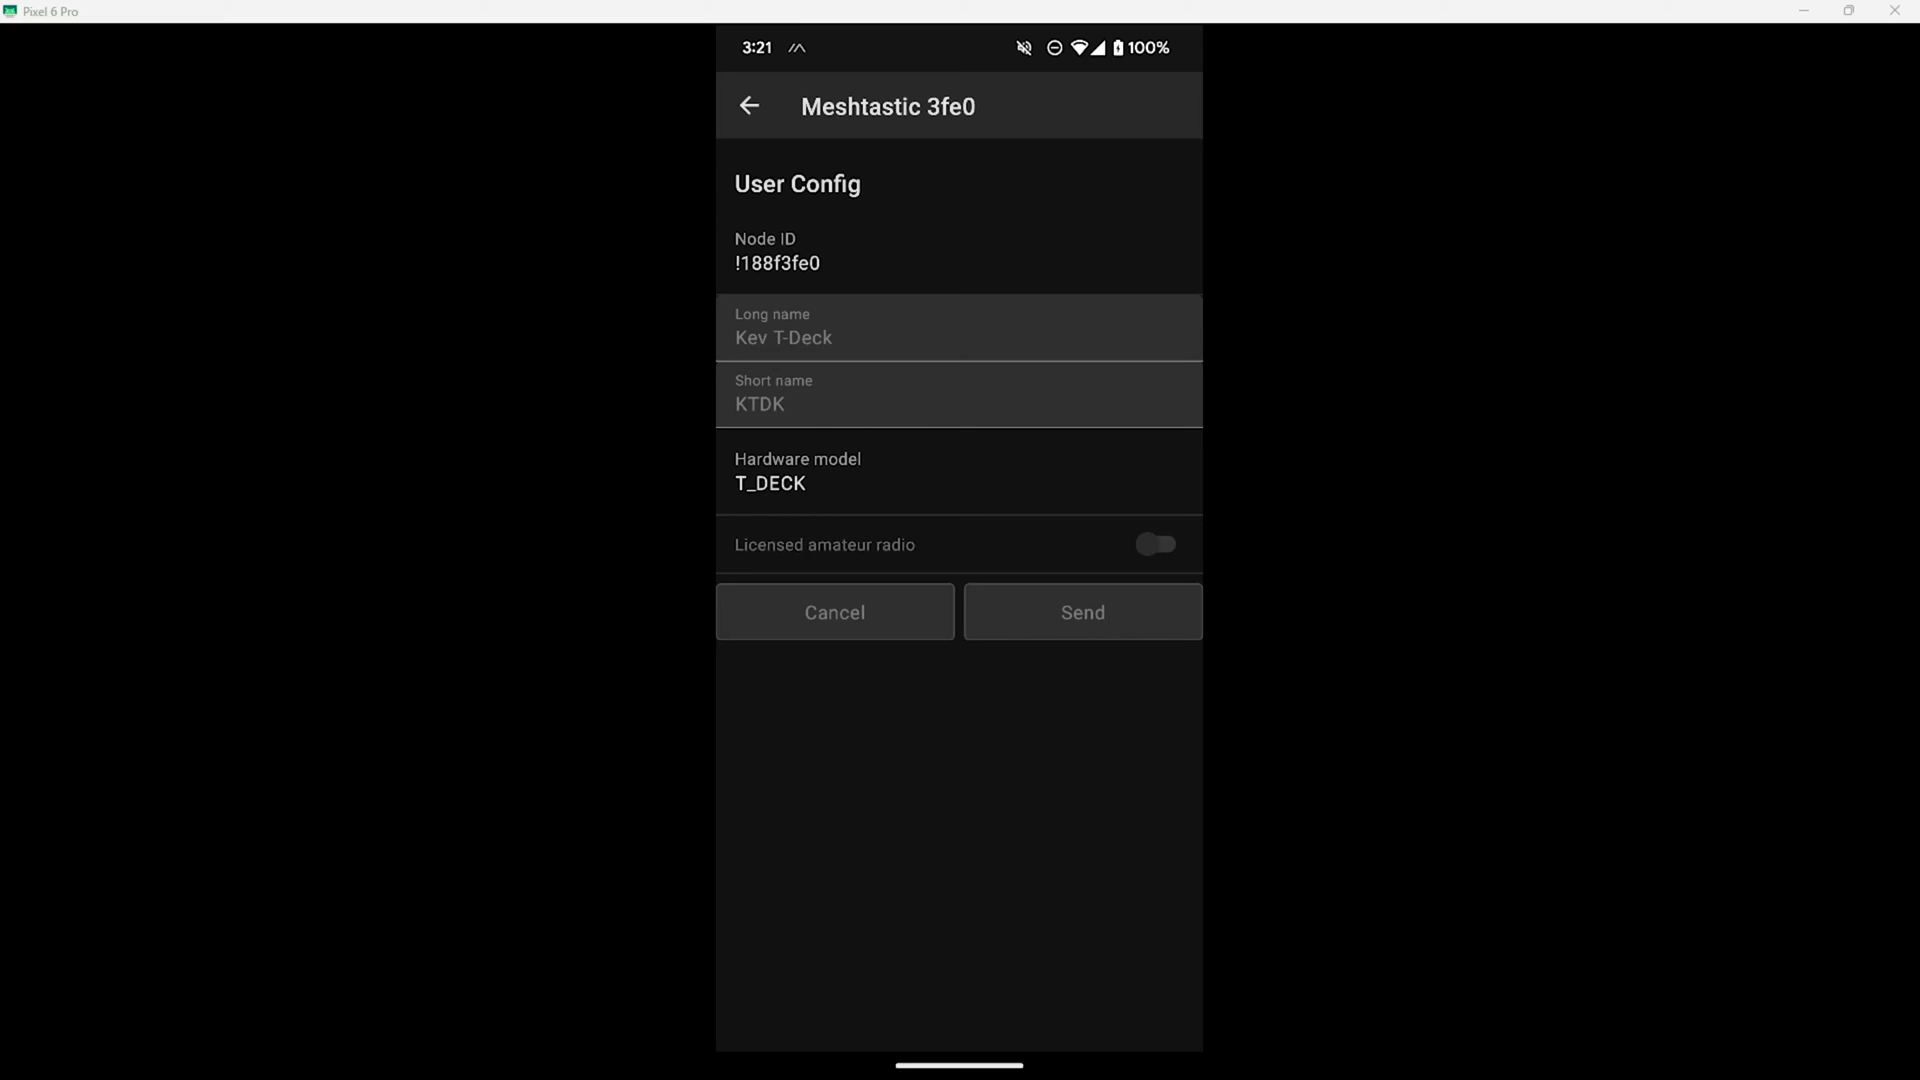 Pixel 6 Pro
3:21
100%
Meshtastic 3fe0
User Config
Node ID
!188f3fe0
Long name
Kev T-Deck
Short name
KTDK
Hardware model
T_DECK
Licensed amateur radio
Cancel
Send